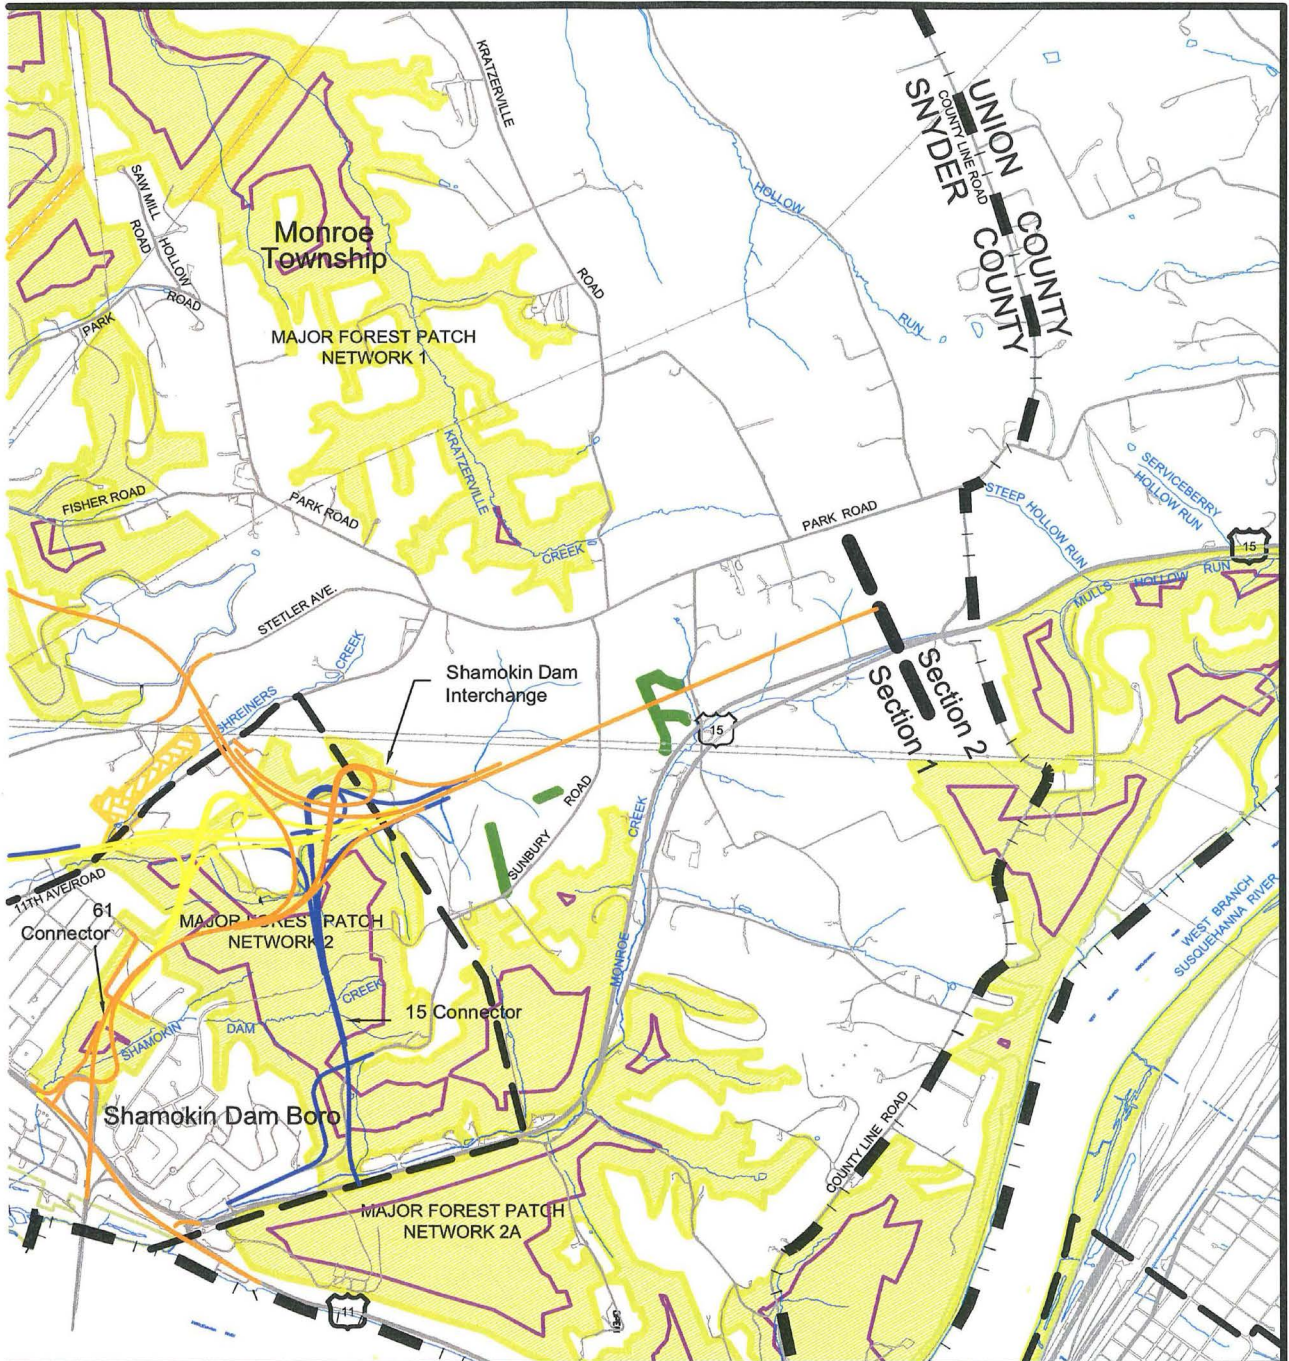 KRATZERVILLE
ROAD
UNION COUNTY
COUNTY LINE ROAD
SNYDER COUNTY
HOLLOW
RUN
SAW MILL HOLLOW
ROAD
ROAD
PARK
Monroe
Township
MAJOR FOREST PATCH
NETWORK 1
KRATZERVILLE
CREEK
FISHER ROAD
PARK ROAD
PARK ROAD
SERVICEBERRY
HOLLOW RUN
STEEP HOLLOW RUN
15
MULLS HOLLOW RUN
STETLER AVE.
SHREINERS
CREEK
Shamokin Dam
Interchange
Section 2
Section 1
15
SUNBURY
ROAD
MONROE
CREEK
11TH AVE/ROAD
61
Connector
MAJOR FOREST PATCH
NETWORK 2
CREEK
DAM
SHAMOKIN
15 Connector
WEST BRANCH
SUSQUEHANNA RIVER
Shamokin Dam Boro
COUNTY LINE ROAD
MAJOR FOREST PATCH
NETWORK 2A
11